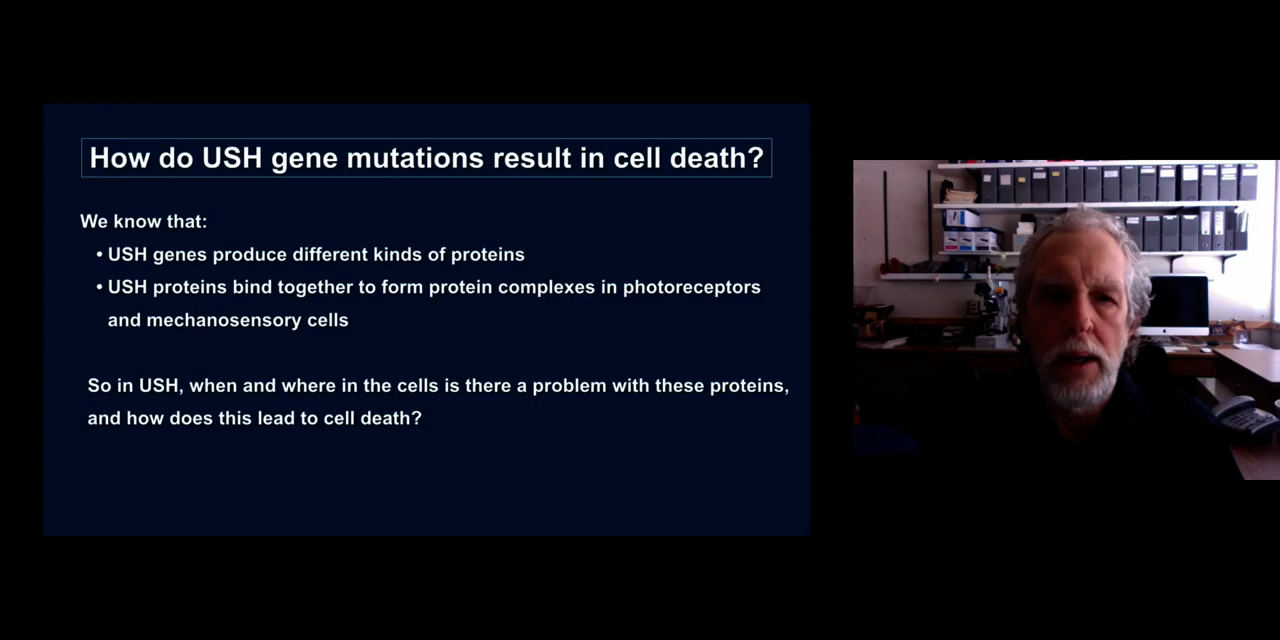 How do USH gene mutations result in cell death?
We know that:
• USH genes produce different kinds of proteins
• USH proteins bind together to form protein complexes in photoreceptors
and mechanosensory cells
So in USH, when and where in the cells is there a problem with these proteins,
and how does this lead to cell death?